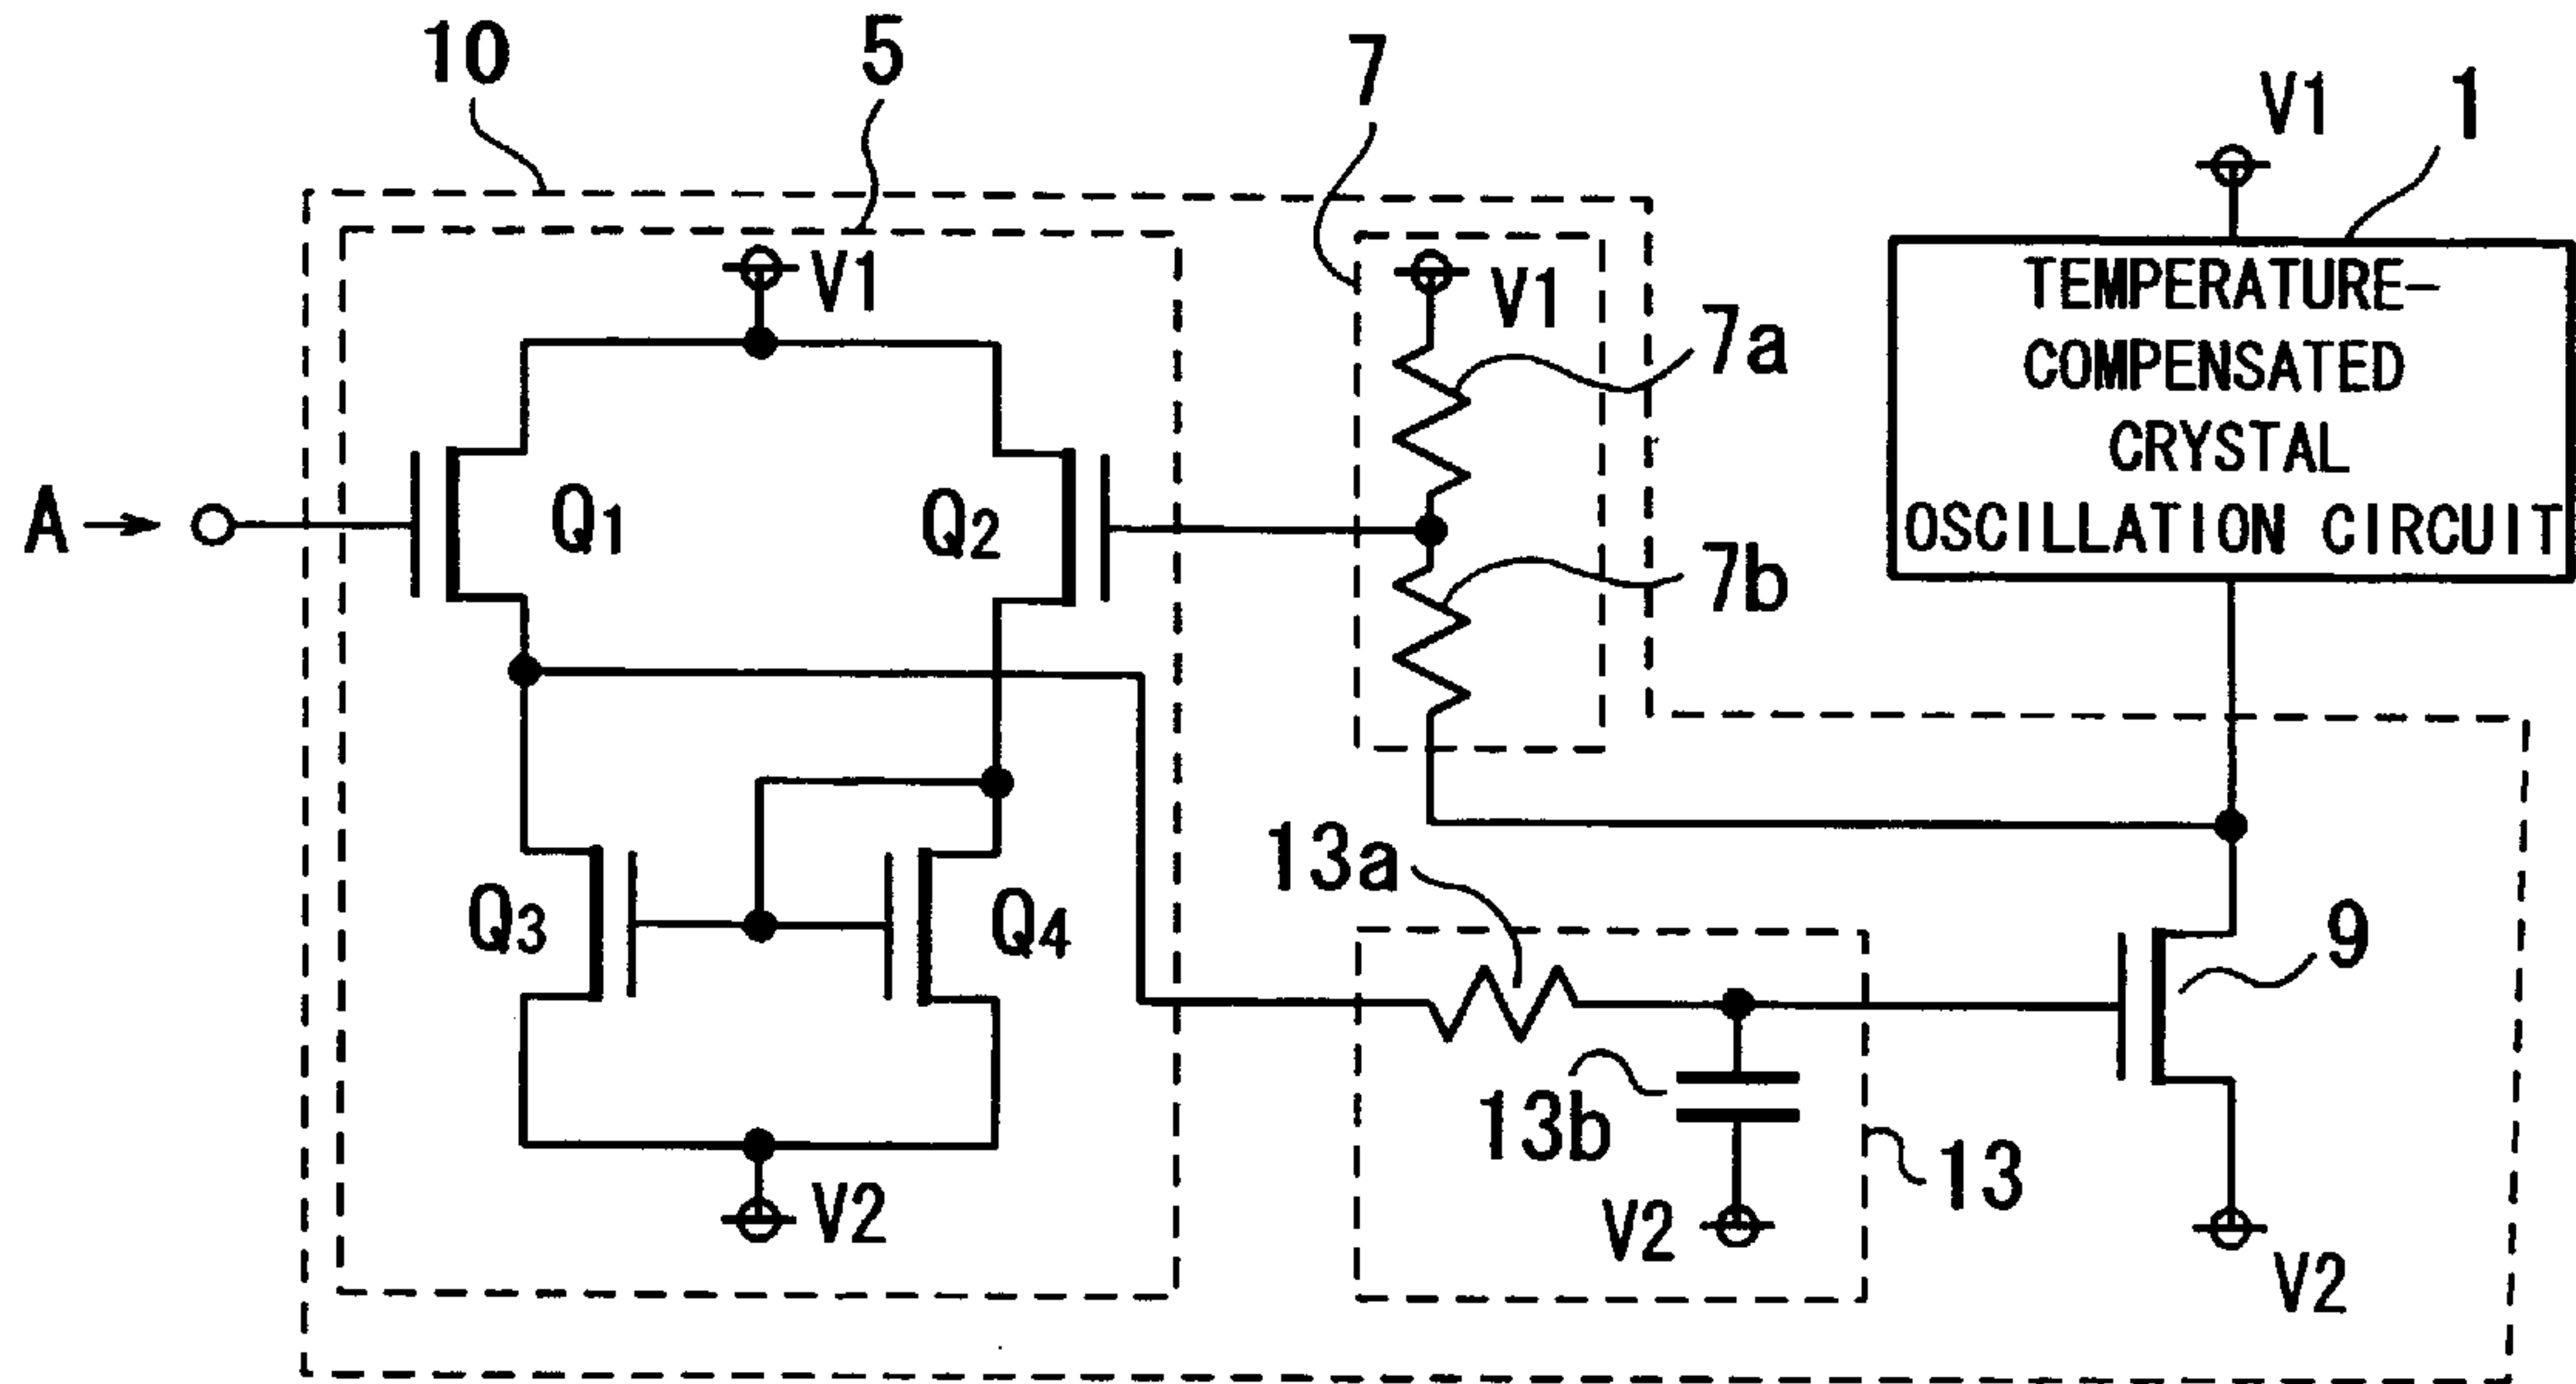 10
5
7
V1
1
V1
V1
7a
TEMPERATURE-
COMPENSATED
CRYSTAL
OSCILLATION CIRCUIT
A
Q1
Q2
7b
13a
Q3
Q4
9
13b
13
V2
V2
V2